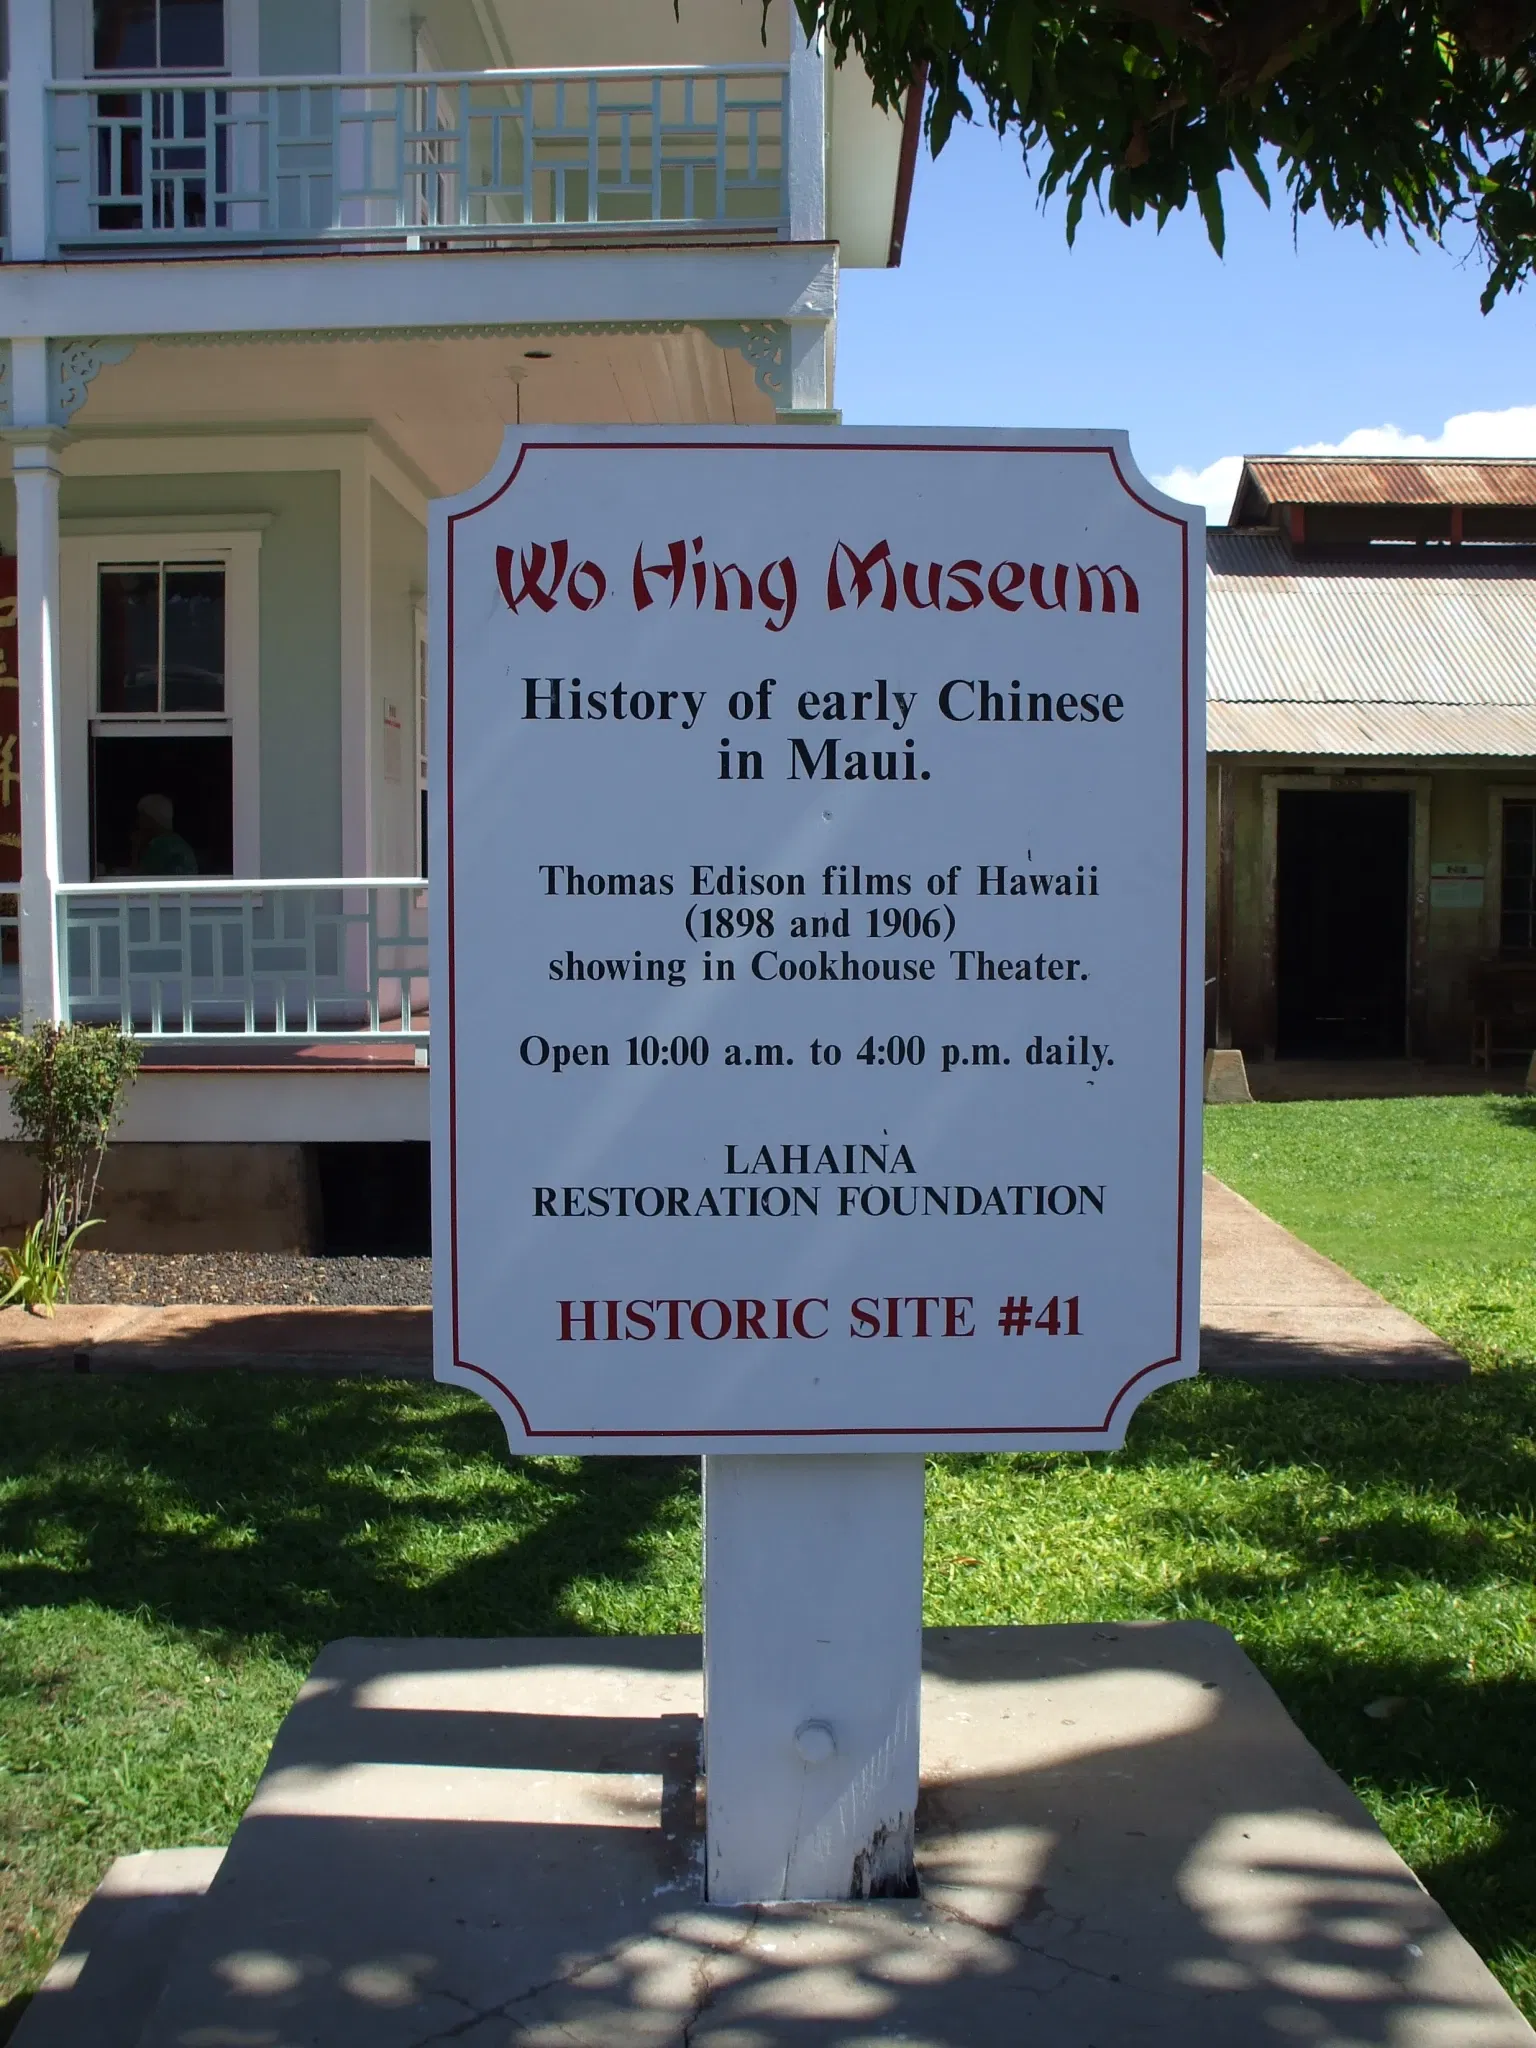 Wo Hing Museum
History of early Chinese
in Maui.
Thomas Edison films of Hawaii
(1898 and 1906)
showing in Cookhouse Theater.
Open 10:00 a.m. to 4:00 p.m. daily.
LAHAINA
RESTORATION FOUNDATION
HISTORIC SITE #41